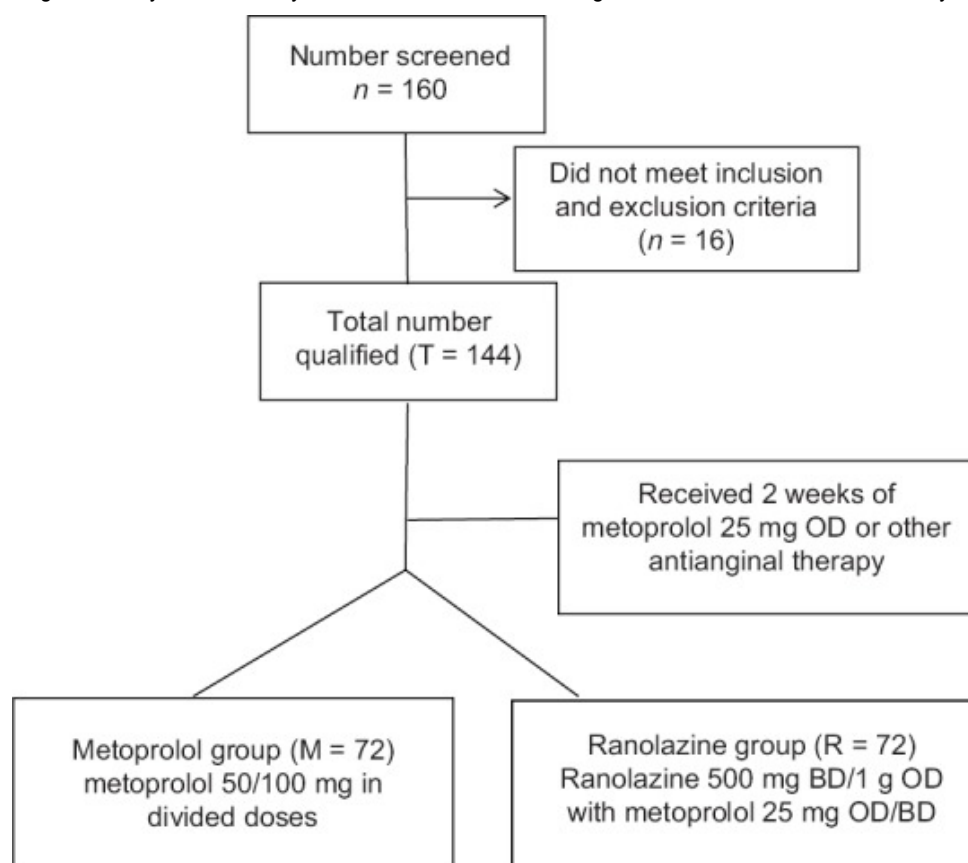 Number screened
n = 160
Did not meet inclusion
and exclusion criteria
(n = 16)
Total number
qualified (T = 144)
Received 2 weeks of
metoprolol 25 mg OD or other
antianginal therapy
Metoprolol group (M = 72)
metoprolol 50/100 mg in
divided doses
Ranolazine group (R = 72)
Ranolazine 500 mg BD/1 g OD
with metoprolol 25 mg OD/BD